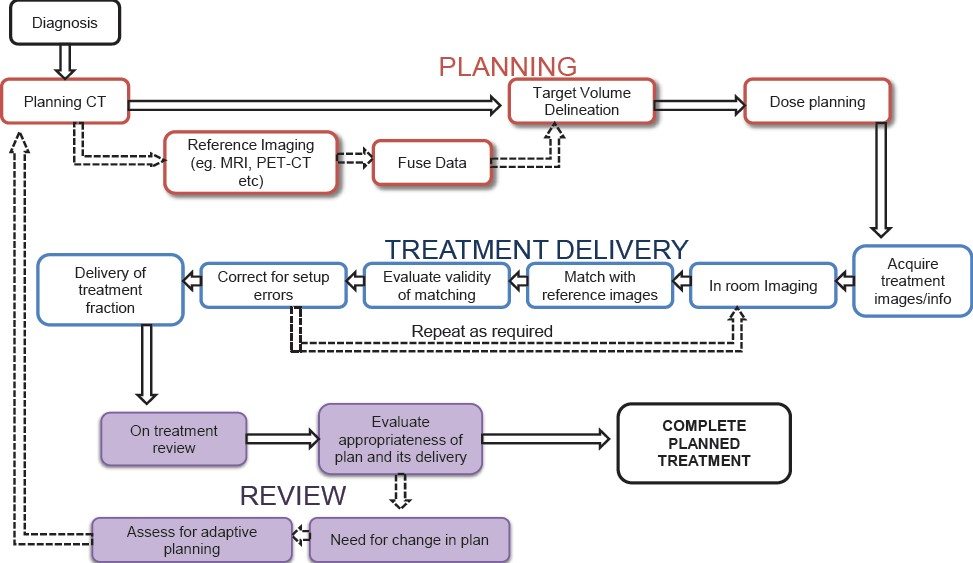 Diagnosis
PLANNING
Planning CT
Target Volume
Delineation
Dose planning
Reference Imaging
(eg. MRI, PET-CT
etc)
Fuse Data
TREATMENT DELIVERY
Delivery of
treatment
fraction
Correct for setup
errors
Evaluate validity
of matching
Match with
reference images
In room Imaging
Acquire
treatment
images/info
Repeat as required
On treatment
review
Evaluate
appropriateness of
plan and its delivery
COMPLETE
PLANNED
TREATMENT
REVIEW
Assess for adaptive
planning
Need for change in plan